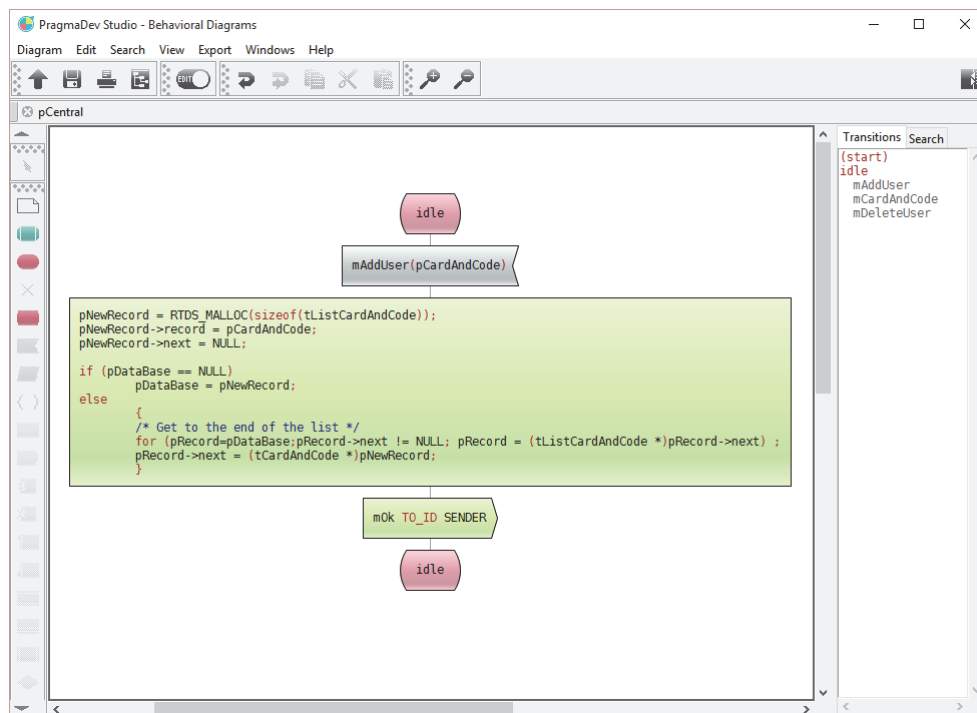 PragmaDev Studio - Behavioral Diagrams
Diagram Edit Search View Export Windows Help
EDIT
pCentral
Transitions Search
(start)
idle
mAddUser
mCardAndCode
mDeleteUser
idle
mAddUser(pCardAndCode)
pNewRecord = RTDS_MALLOC(sizeof(tListCardAndCode));
pNewRecord->record = pCardAndCode;
pNewRecord->next = NULL;
if (pDataBase == NULL)
pDataBase = pNewRecord;
else
{
/* Get to the end of the list */
for (pRecord=pDataBase;pRecord->next != NULL; pRecord = (tListCardAndCode *)pRecord->next) ;
pRecord->next = (tCardAndCode *)pNewRecord;
}
mOk TO_ID SENDER
idle